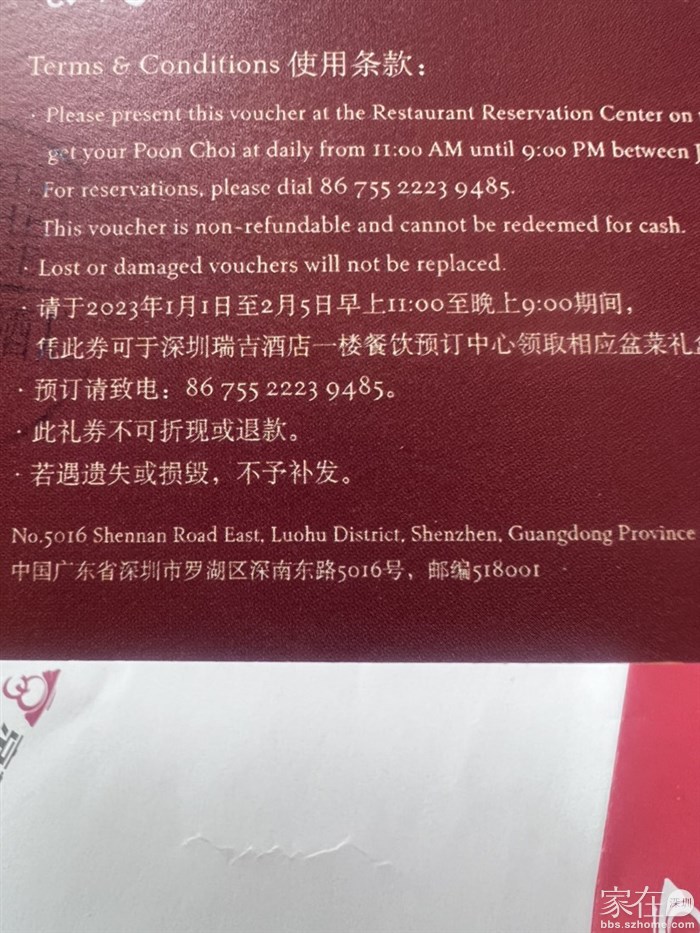 Terms & Conditions 使用条款：
· Please present this voucher at the Restaurant Reservation Center on
get your Poon Choi at daily from 11:00 AM until 9:00 PM between J
For reservations, please dial 86 755 2223 9485.
This voucher is non-refundable and cannot be redeemed for cash.
· Lost or damaged vouchers will not be replaced.
· 请于2023年1月1日至2月5日早上11:00至晚上9:00期间，
凭此券可于深圳瑞吉酒店一楼餐饮预订中心领取相应盆菜礼盒
· 预订请致电：86 755 2223 9485。
· 此礼券不可折现或退款。
· 若遇遗失或损毁，不予补发。
No.5016 Shennan Road East, Luohu District, Shenzhen, Guangdong Province
中国广东省深圳市罗湖区深南东路5016号，邮编518001
家在深圳
bbs.szhome.com